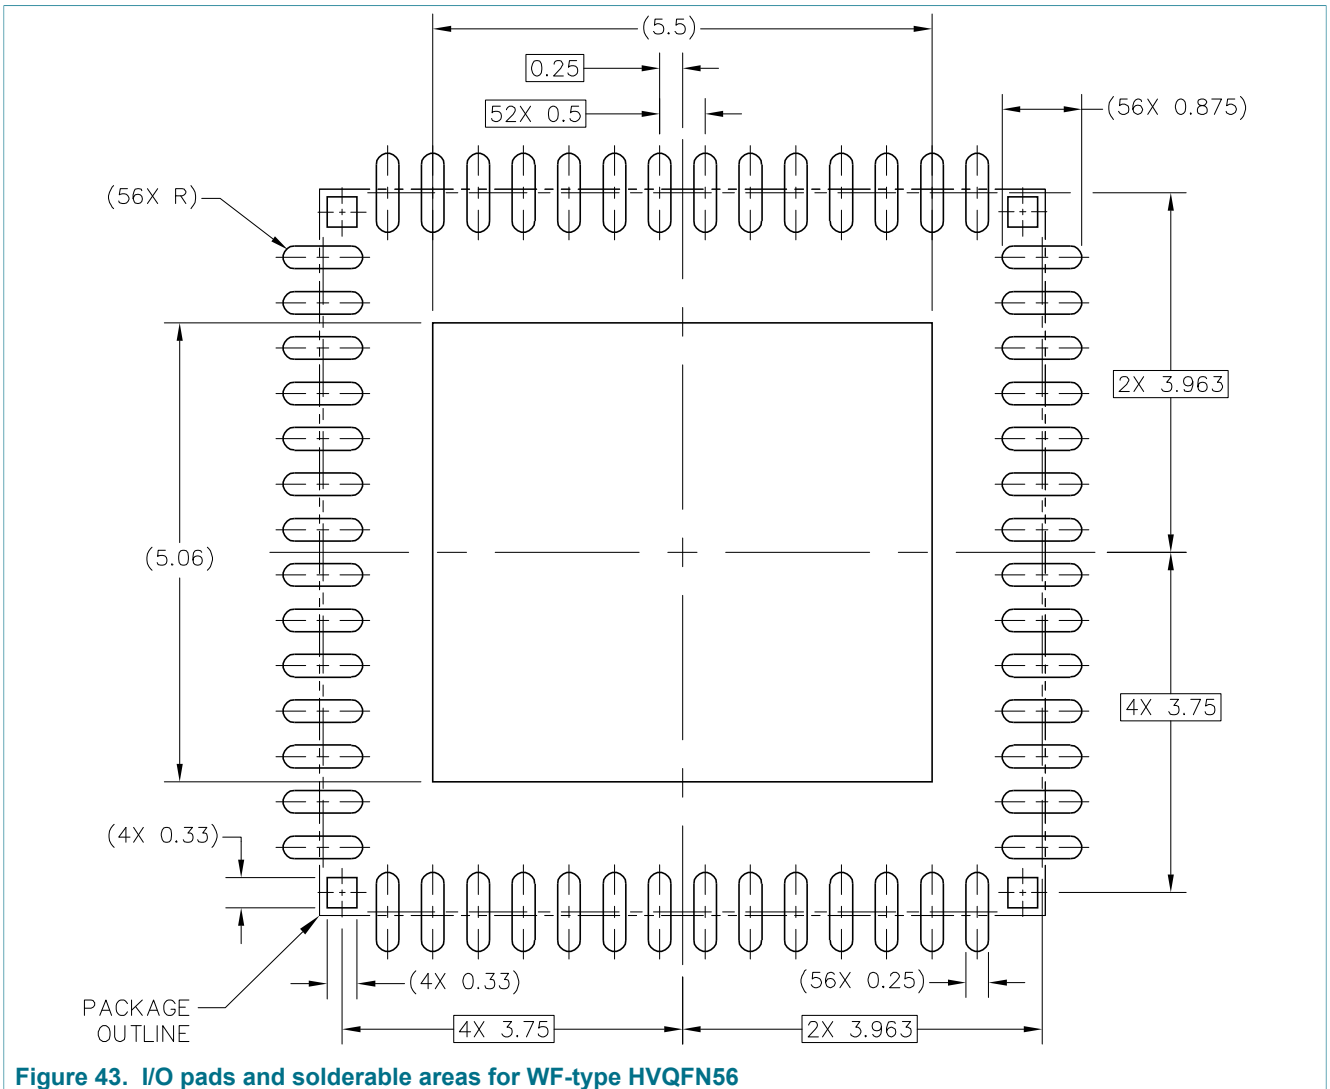 (5.5)
0.25
52X 0.5
(56X 0.875)
(56X R)
2X 3.963
(5.06)
4X 3.75
(4X 0.33)
(4X 0.33)
(56X 0.25)
PACKAGE
OUTLINE
4X 3.75
2X 3.963
Figure 43. I/O pads and solderable areas for WF-type HVQFN56